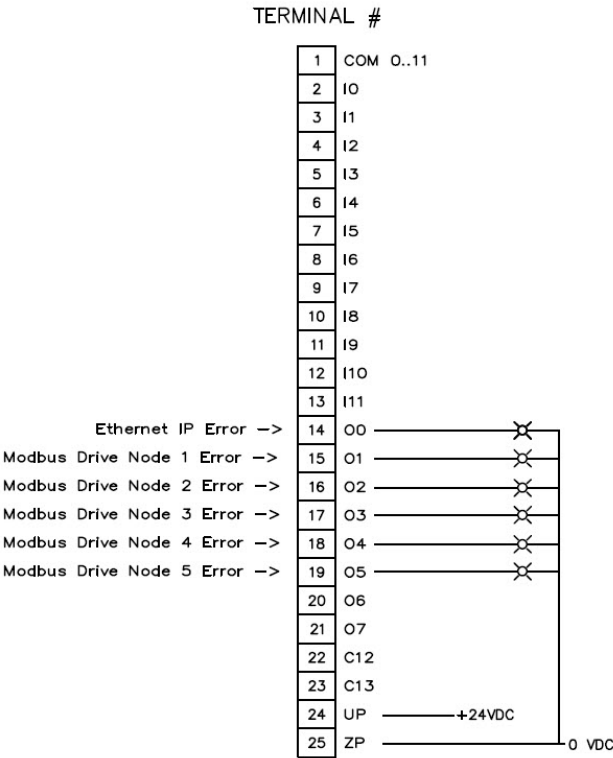 TERMINAL #
1 COM 0..11
2 I0
3 I1
4 I2
5 I3
6 I4
7 I5
8 I6
9 I7
10 I8
11 I9
12 I10
13 I11
Ethernet IP Error -> 14 O0
Modbus Drive Node 1 Error -> 15 O1
Modbus Drive Node 2 Error -> 16 O2
Modbus Drive Node 3 Error -> 17 O3
Modbus Drive Node 4 Error -> 18 O4
Modbus Drive Node 5 Error -> 19 O5
20 O6
21 O7
22 C12
23 C13
24 UP +24VDC
25 ZP 0 VDC